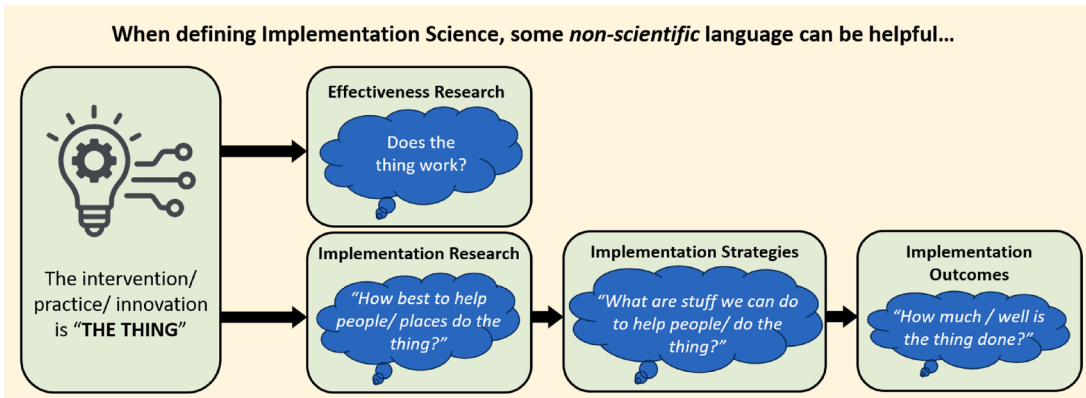 When defining Implementation Science, some non-scientific language can be helpful…
The intervention/
practice/ innovation
is “THE THING”
Effectiveness Research
Does the
thing work?
Implementation Research
“How best to help
people/ places do the
thing?”
Implementation Strategies
“What are stuff we can do
to help people/ do the
thing?”
Implementation
Outcomes
“How much / well is
the thing done?”